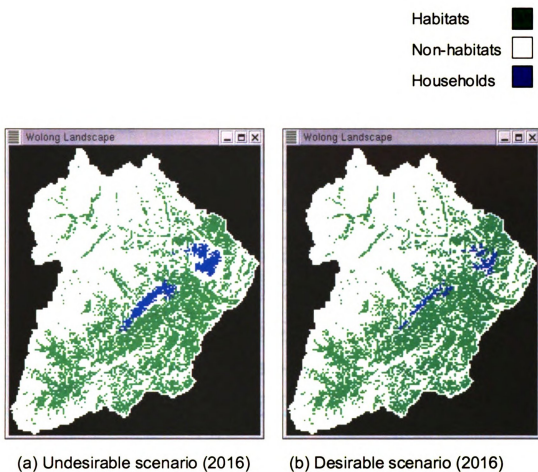 Habitats
Non-habitats
Households
Wolong Landscape
Wolong Landscape
(a) Undesirable scenario (2016)
(b) Desirable scenario (2016)